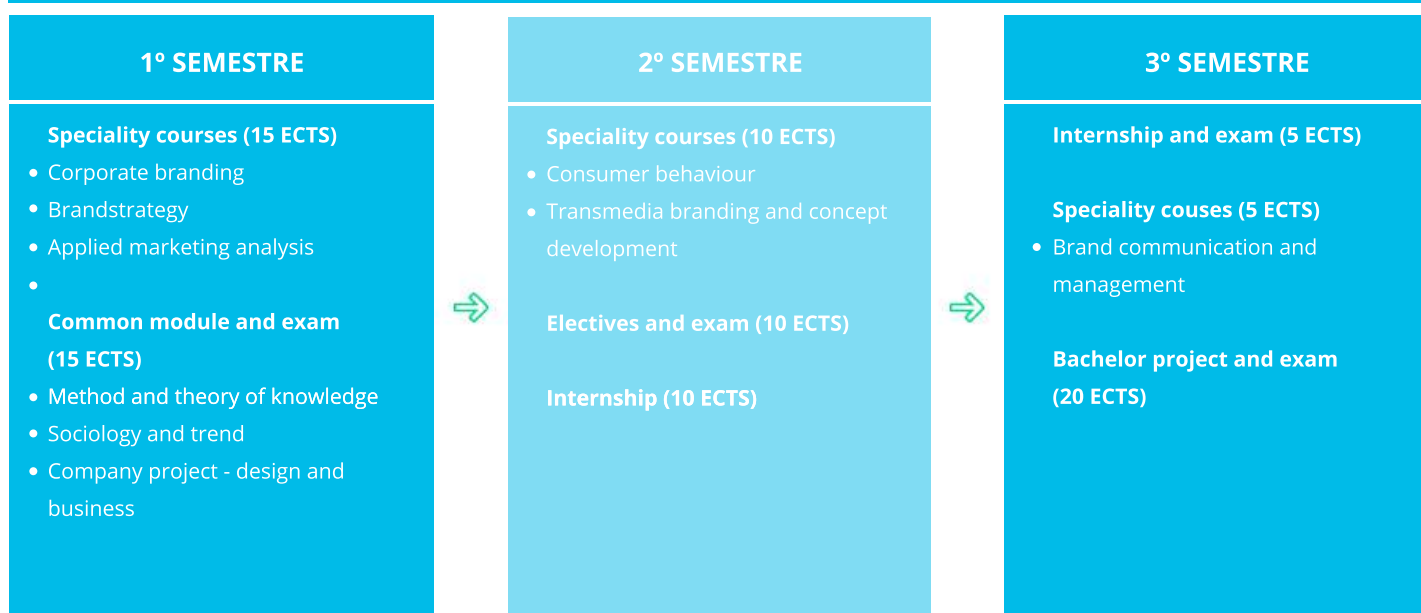 1º SEMESTRE
Speciality courses (15 ECTS)
• Corporate branding
• Brandstrategy
• Applied marketing analysis
•
Common module and exam
(15 ECTS)
• Method and theory of knowledge
• Sociology and trend
• Company project - design and
business
2º SEMESTRE
Speciality courses (10 ECTS)
• Consumer behaviour
• Transmedia branding and concept
development
Electives and exam (10 ECTS)
Internship (10 ECTS)
3º SEMESTRE
Internship and exam (5 ECTS)
Speciality couses (5 ECTS)
• Brand communication and
management
Bachelor project and exam
(20 ECTS)